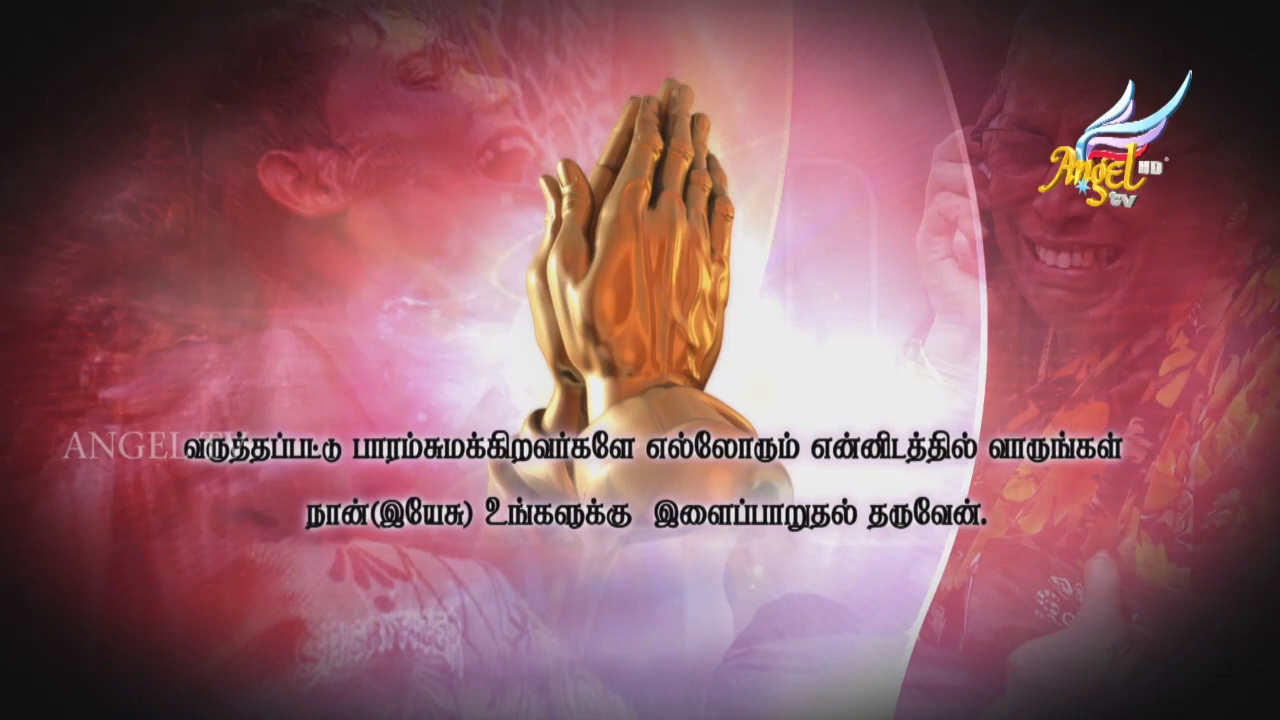 Angel HD
tv
ANGEL TV
வருத்தப்பட்டு பாரம்சுமக்கிறவர்களே எல்லோரும் என்னிடத்தில் வாருங்கள்
நான்(இயேசு) உங்களுக்கு இளைப்பாறுதல் தருவேன்.